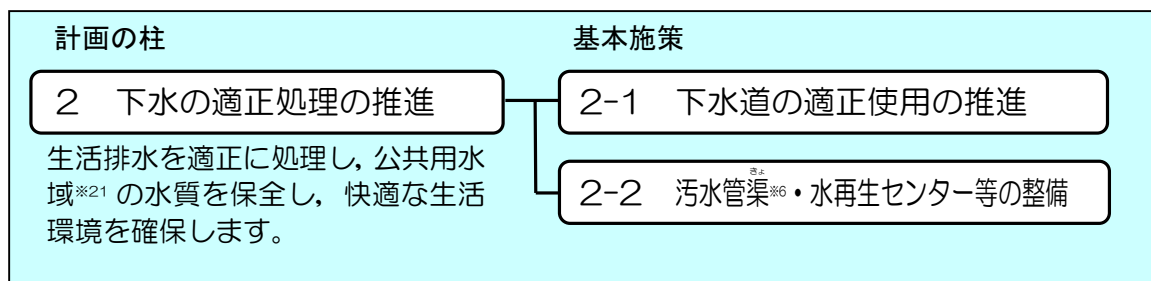 計画の柱
基本施策
2 下水の適正処理の推進
2-1 下水道の適正使用の推進
生活排水を適正に処理し,公共用水
域※21の水質を保全し,快適な生活
環境を確保します。
きょ
2-2 汚水管渠※6・水再生センター等の整備